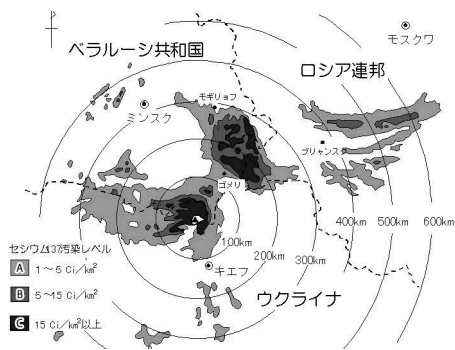 モスクワ
ベラルーシ共和国
ロシア連邦
モギリョフ
ミンスク
ブリャンスク
ゴメリ
400km 500km 600km
300km
200km
100km
キエフ
ウクライナ
セシウム137汚染レベル
A 1～5 Ci/km²
B 5～15 Ci/km²
C 15 Ci/km²以上